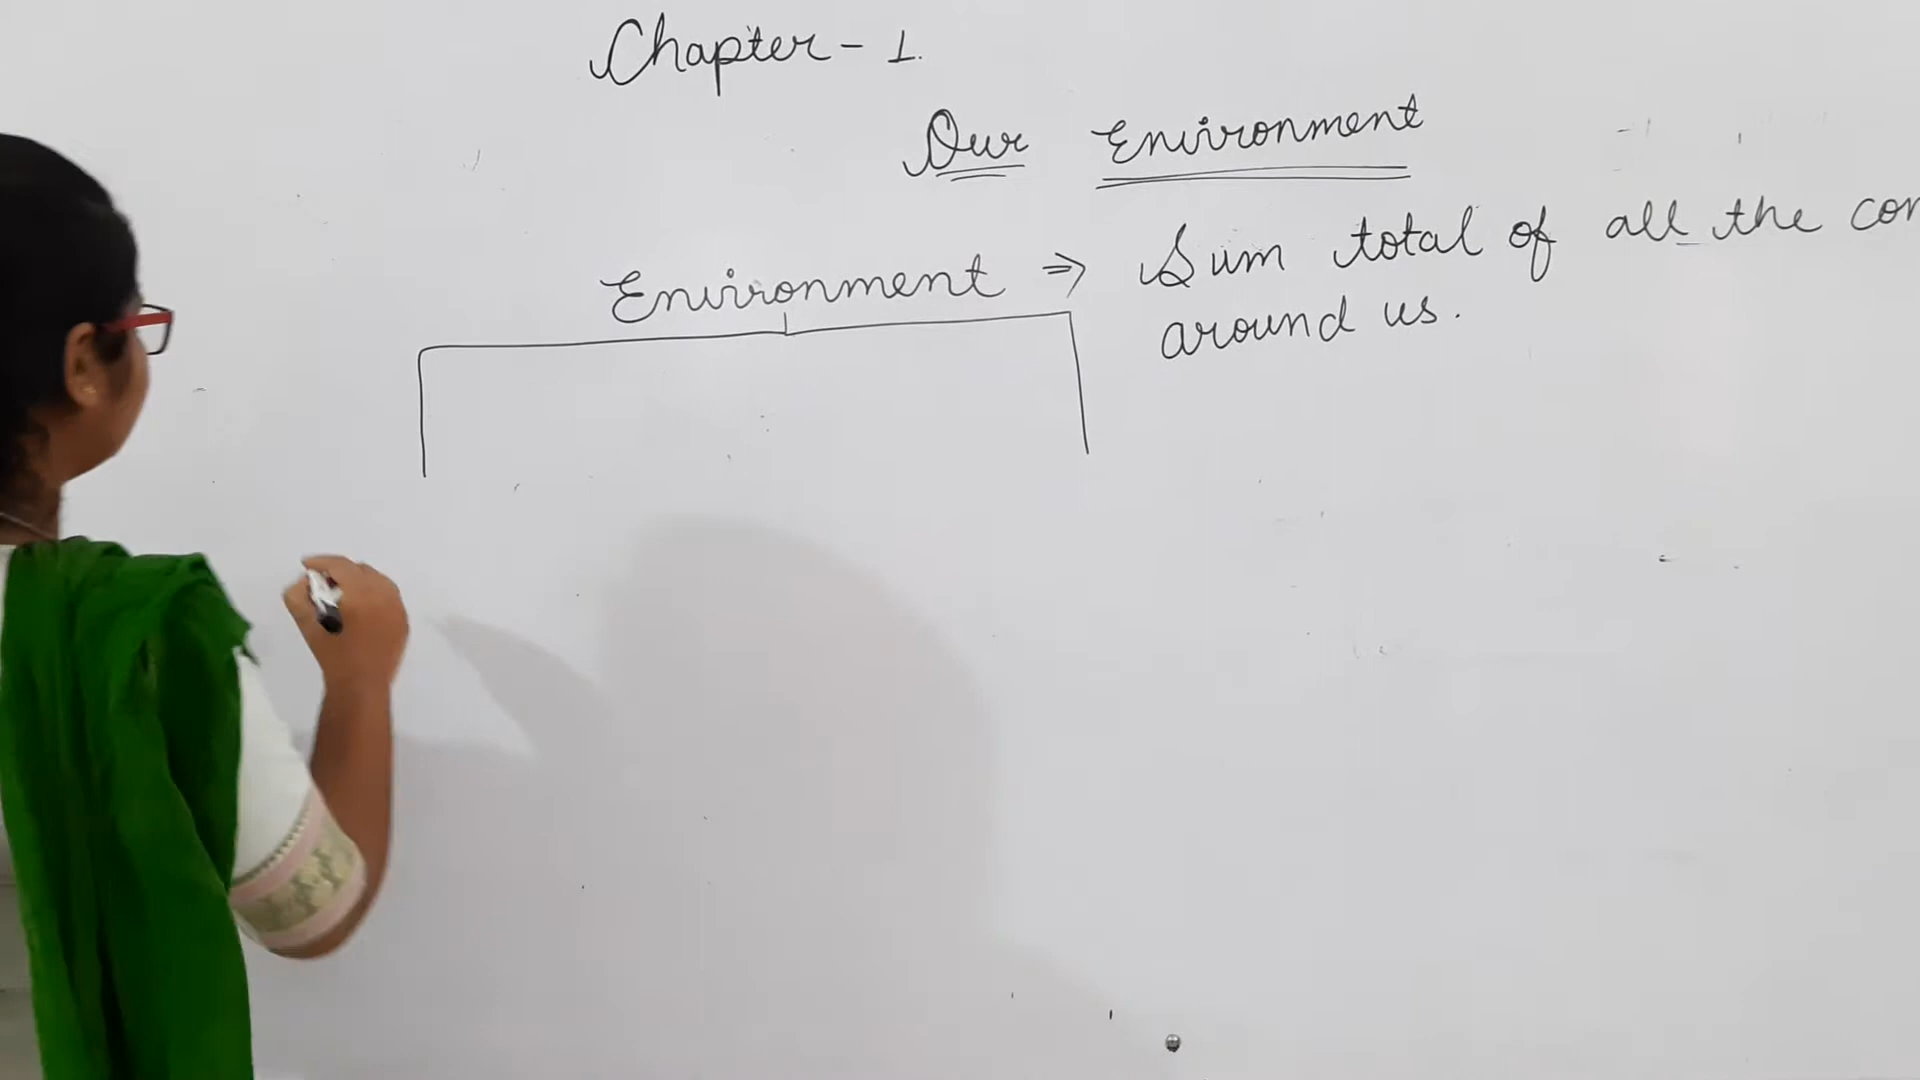 Chapter - 1.
Our Environment
Environment ⇒ Sum total of all the
around us.